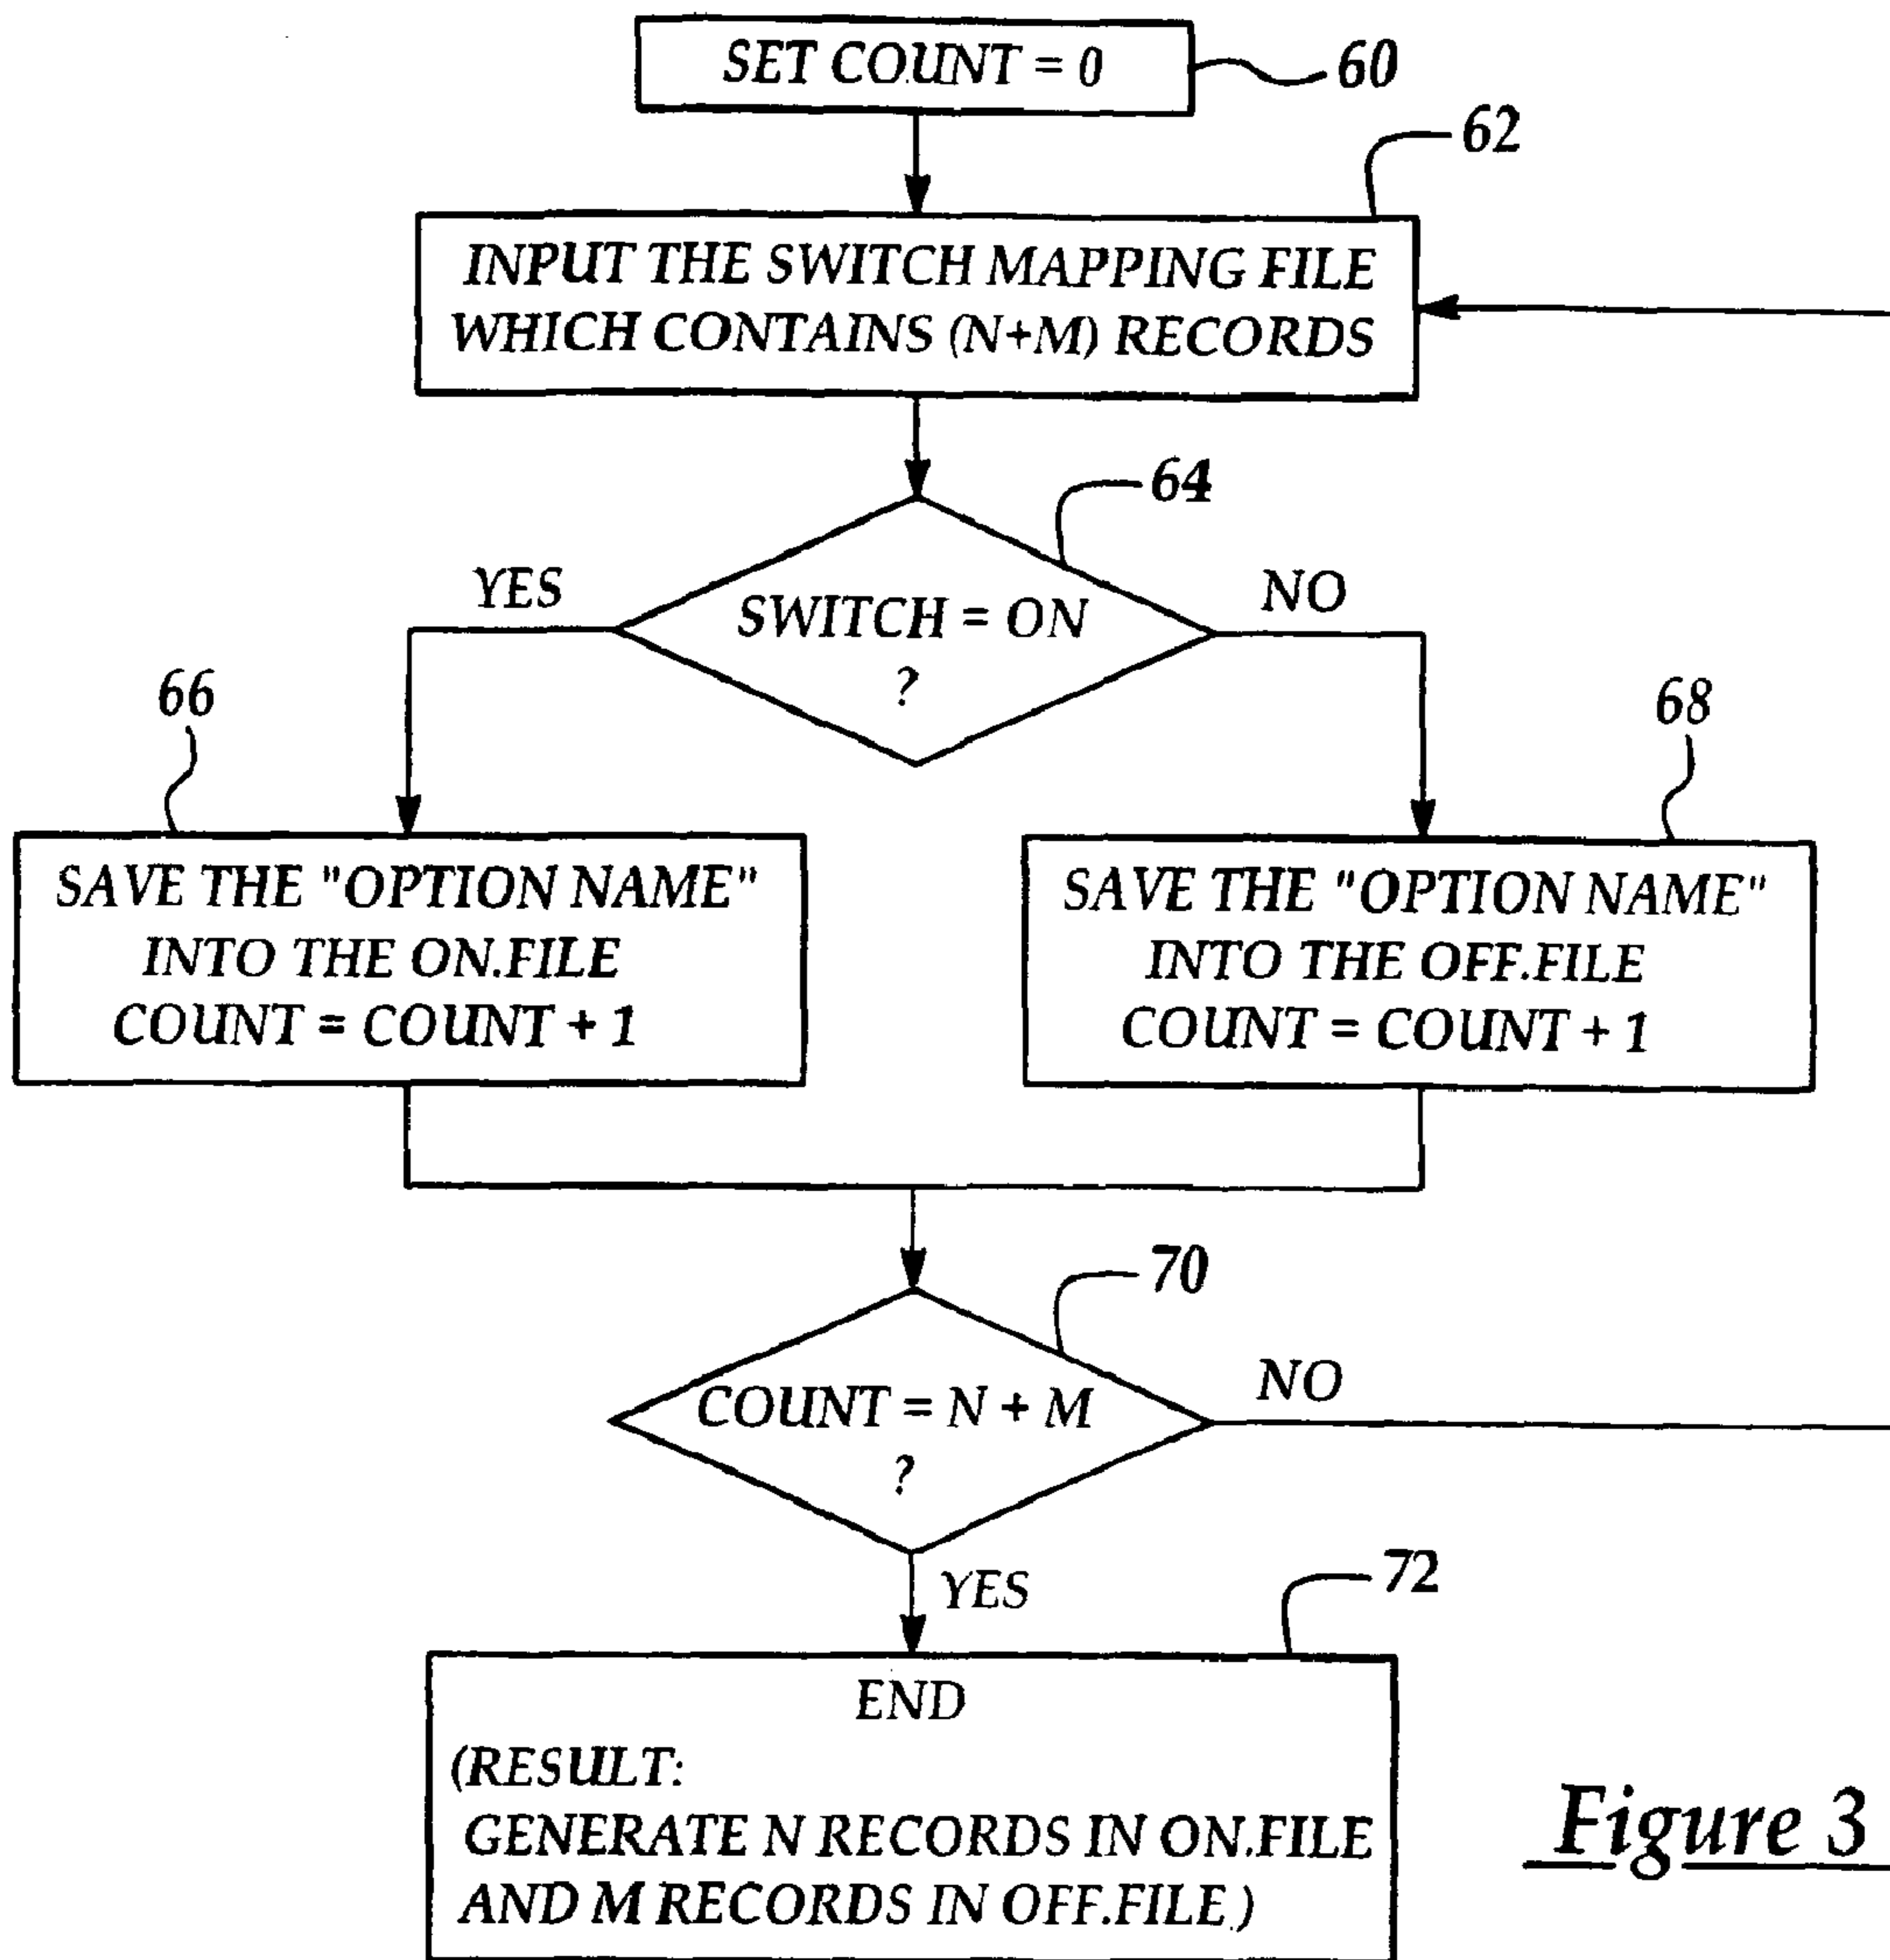 SET COUNT = 0
60
62
INPUT THE SWITCH MAPPING FILE
WHICH CONTAINS (N+M) RECORDS
64
YES
SWITCH = ON
?
NO
66
68
SAVE THE "OPTION NAME"
INTO THE ON.FILE
COUNT = COUNT + 1
SAVE THE "OPTION NAME"
INTO THE OFF.FILE
COUNT = COUNT + 1
70
COUNT = N + M
?
NO
YES
72
END
(RESULT:
GENERATE N RECORDS IN ON.FILE
AND M RECORDS IN OFF.FILE.)
Figure 3